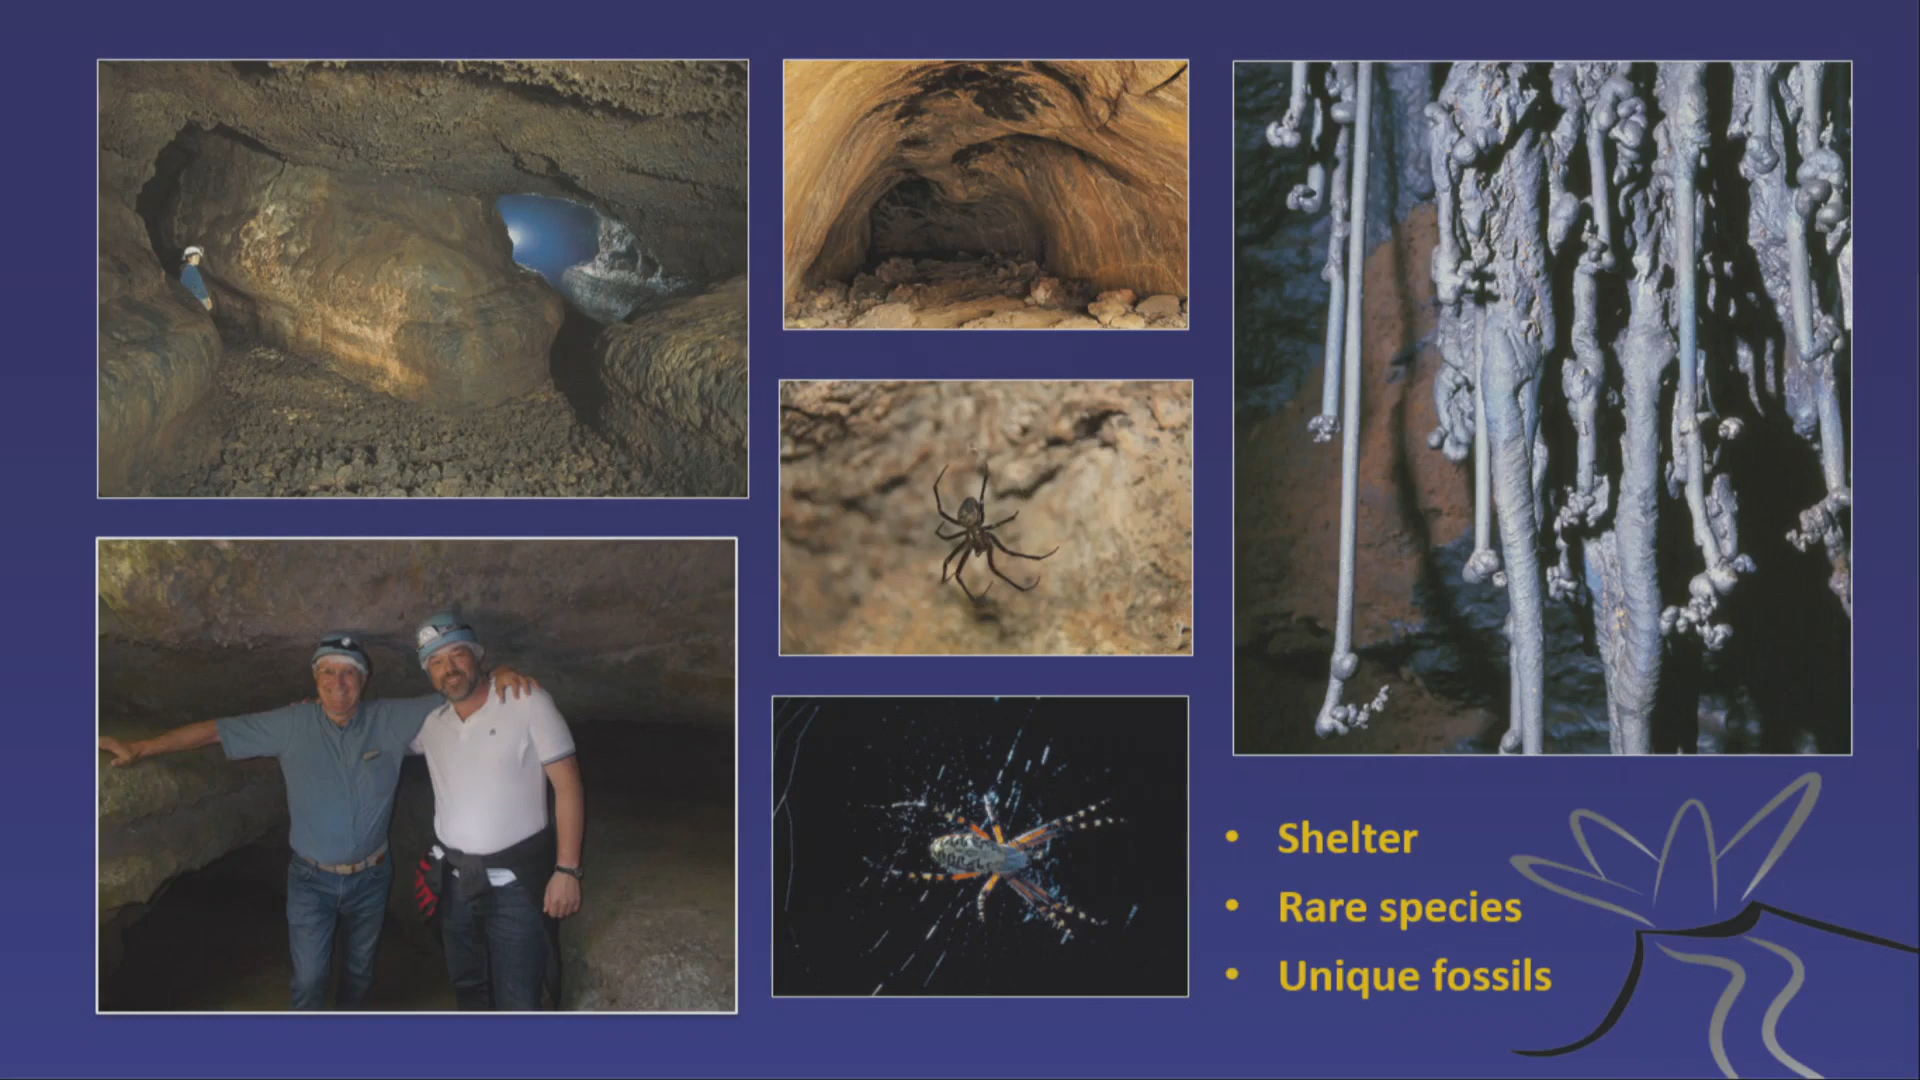 • Shelter
• Rare species
• Unique fossils